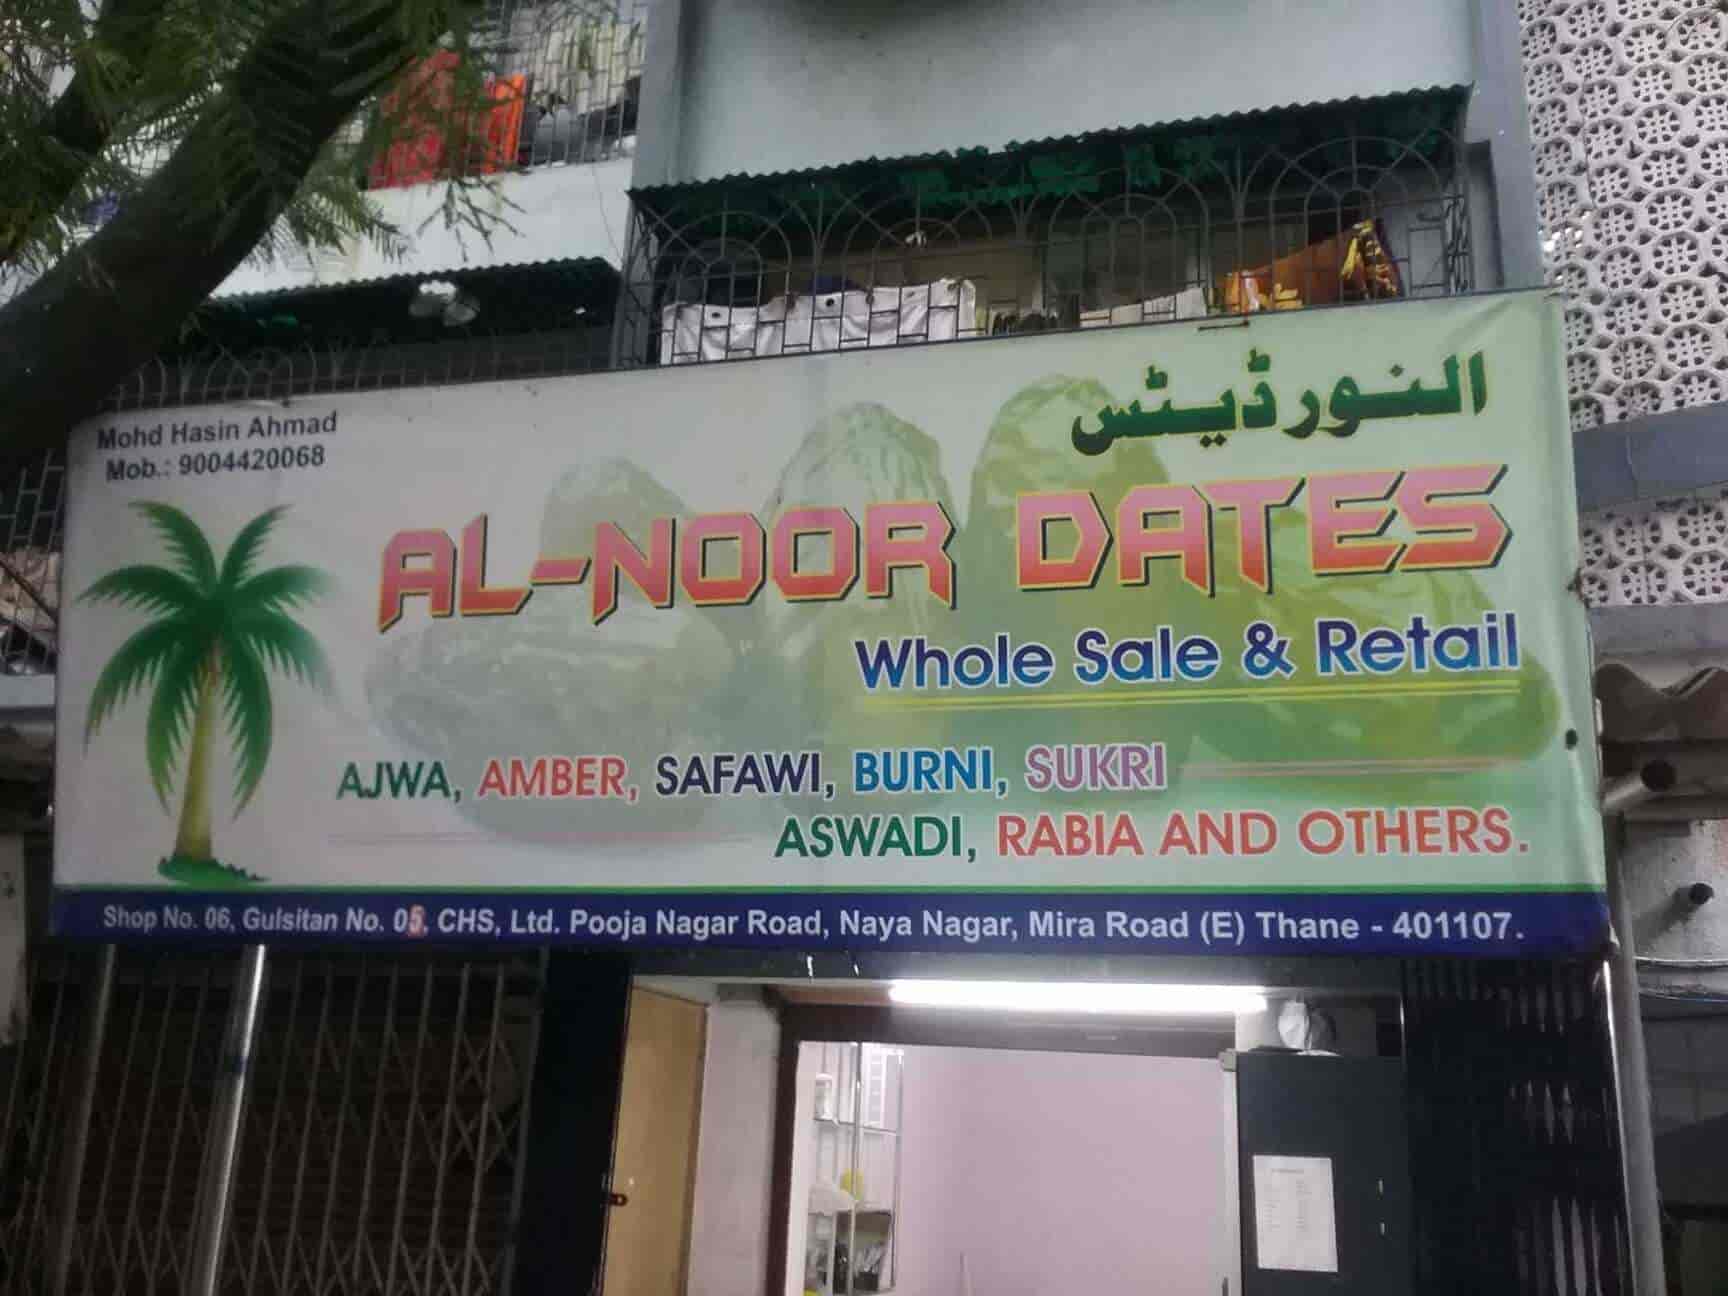 Mohd Hasin Ahmad
Mob.: 9004420068
النور ڈیٹس
AL-NOOR DATES
Whole Sale & Retail
AJWA, AMBER, SAFAWI, BURNI, SUKRI
ASWADI, RABIA AND OTHERS.
Shop No. 06, Gulsitan No. 05, CHS, Ltd. Pooja Nagar Road, Naya Nagar, Mira Road (E) Thane - 401107.